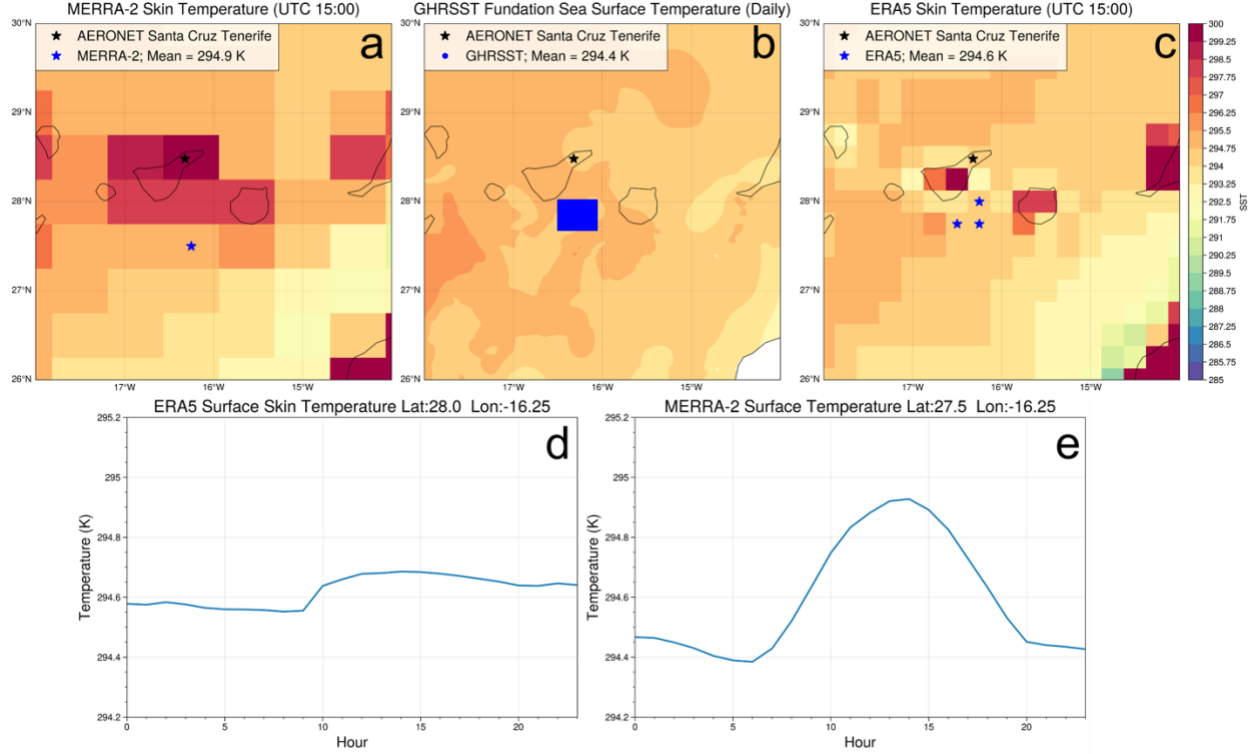 MERRA-2 Skin Temperature (UTC 15:00)
GHRSST Fundation Sea Surface Temperature (Daily)
ERA5 Skin Temperature (UTC 15:00)
AERONET Santa Cruz Tenerife
MERRA-2; Mean = 294.9 K
a
AERONET Santa Cruz Tenerife
GHRSST; Mean = 294.4 K
b
AERONET Santa Cruz Tenerife
ERA5; Mean = 294.6 K
c
30°N
29°N
28°N
27°N
26°N
17°W 16°W 15°W
30°N
29°N
28°N
27°N
26°N
17°W 16°W 15°W
30°N
29°N
28°N
27°N
26°N
17°W 16°W 15°W
300
299.25
298.5
297.75
297
296.25
295.5
294.75
294
293.25
292.5
291.75
291
290.25
289.5
288.75
288
287.25
286.5
285.75
285
SST
ERA5 Surface Skin Temperature Lat:28.0 Lon:-16.25
d
295.2
295
294.8
294.6
294.4
294.2
Temperature (K)
0 5 10 15 20
Hour
MERRA-2 Surface Temperature Lat:27.5 Lon:-16.25
e
295.2
295
294.8
294.6
294.4
294.2
Temperature (K)
0 5 10 15 20
Hour